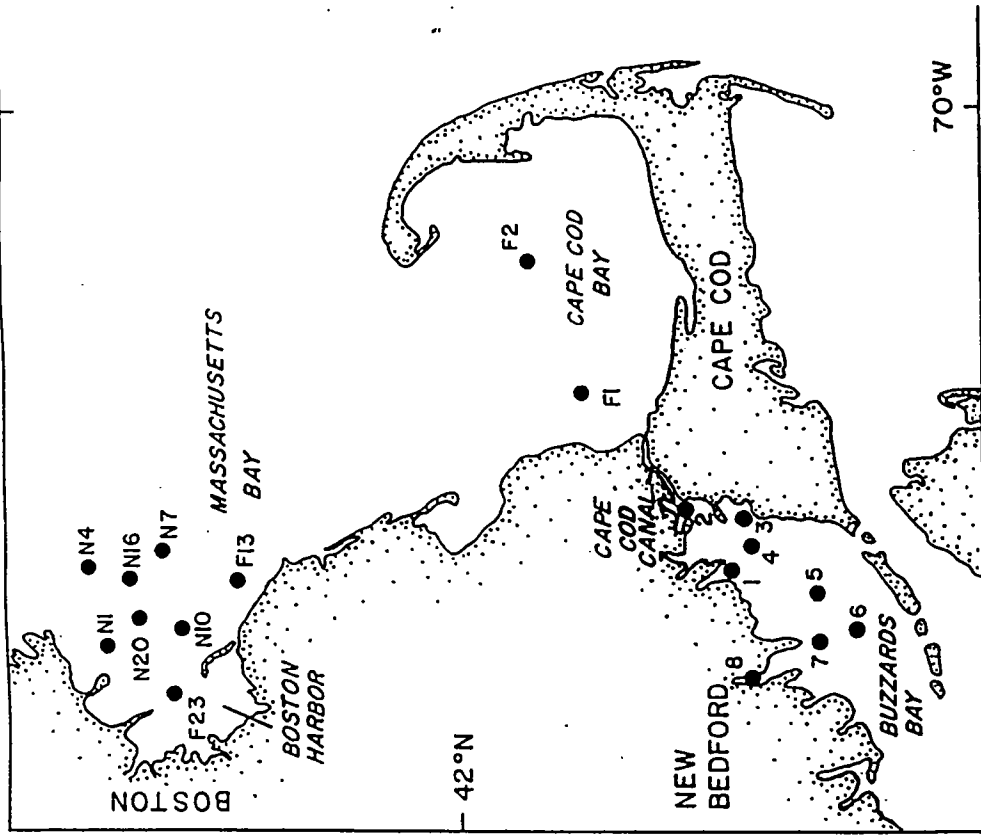 BOSTON
N4
N1
N16
N20
N7
N10
F23
F13
MASSACHUSETTS
BAY
BOSTON
HARBOR
42°N
F2
CAPE COD
BAY
F1
CAPE
COD
CANAL
CAPE COD
NEW
BEDFORD
2
3
4
1
5
6
7
8
BUZZARDS
BAY
70°W